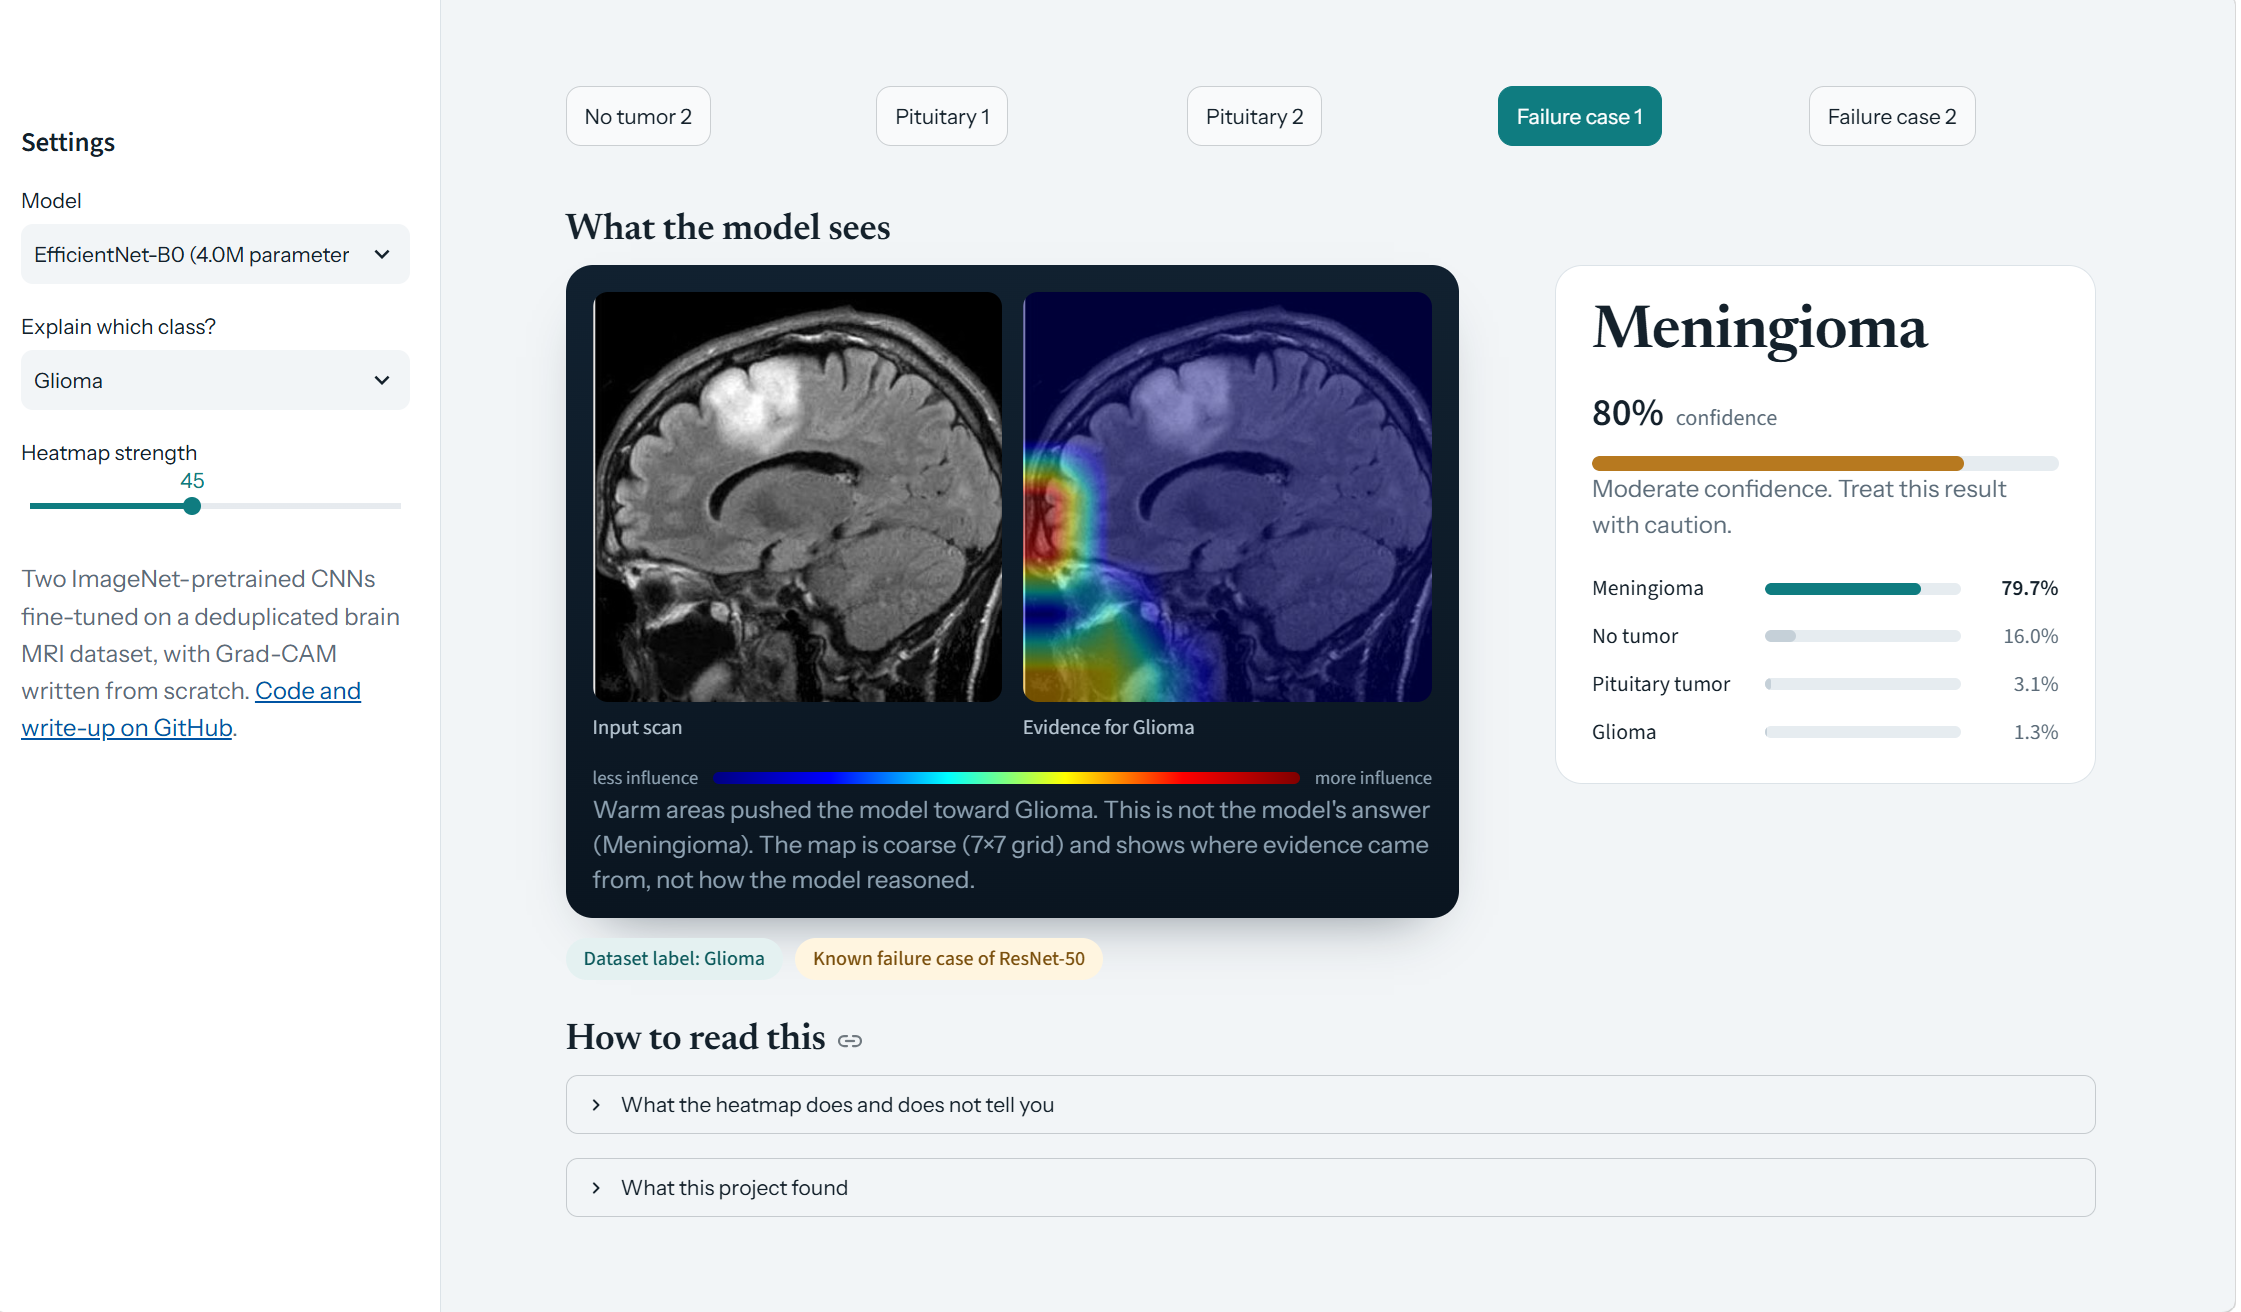 Settings
Model
EfficientNet-B0 (4.0M parameter
Explain which class?
Glioma
Heatmap strength
45
Two ImageNet-pretrained CNNs
fine-tuned on a deduplicated brain
MRI dataset, with Grad-CAM
written from scratch. Code and
write-up on GitHub.
No tumor 2
Pituitary 1
Pituitary 2
Failure case 1
Failure case 2
What the model sees
Input scan
Evidence for Glioma
less influence
more influence
Warm areas pushed the model toward Glioma. This is not the model's answer
(Meningioma). The map is coarse (7×7 grid) and shows where evidence came
from, not how the model reasoned.
Dataset label: Glioma
Known failure case of ResNet-50
Meningioma
80% confidence
Moderate confidence. Treat this result
with caution.
Meningioma 79.7%
No tumor 16.0%
Pituitary tumor 3.1%
Glioma 1.3%
How to read this
What the heatmap does and does not tell you
What this project found